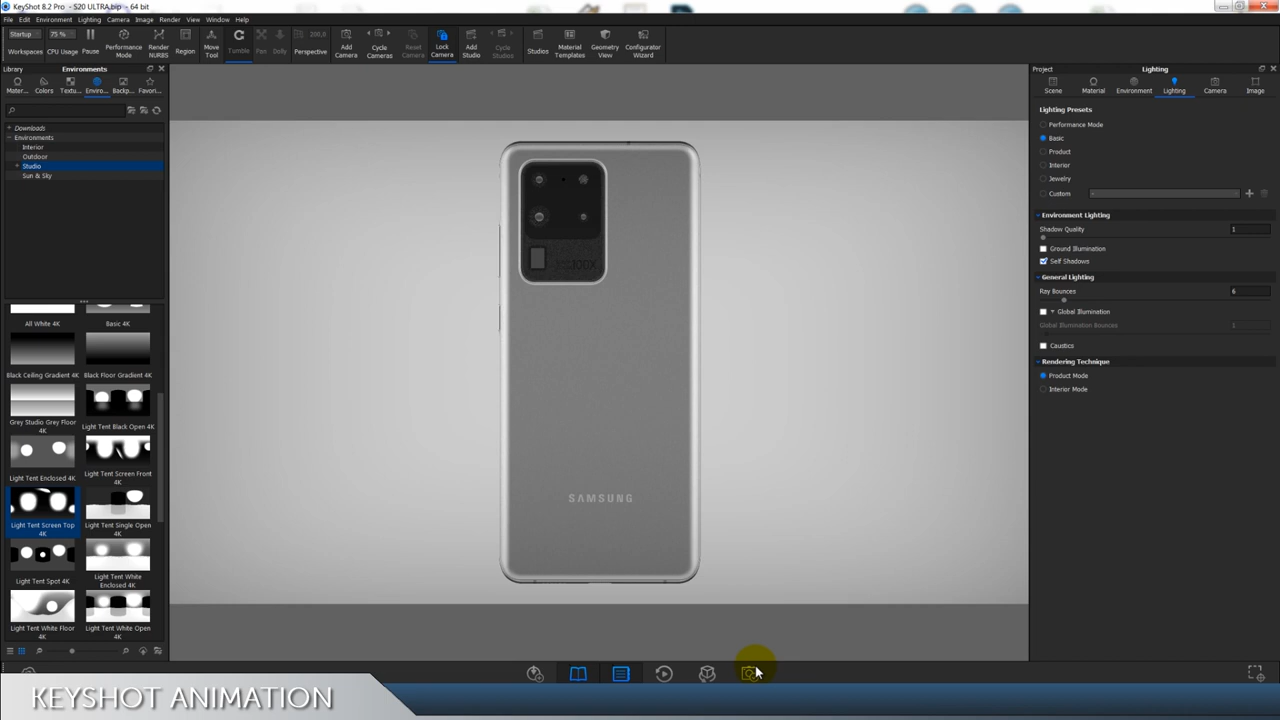 KeyShot 8.2 Pro - S20 ULTRA.bip - 64 bit
File Edit Environment Lighting Camera Image Render View Window Help
Startup 75 % 200.0
Workspaces CPU Usage Pause Performance Mode Render NURBS Region Move Tool Tumble Pan Dolly Perspective Add Camera Cycle Cameras Reset Camera Lock Camera Add Studio Cycle Studios Studios Material Templates Geometry View Configurator Wizard
Library Environments
Mater... Colors Textu... Enviro... Backp... Favori...
Downloads
Environments
Interior
Outdoor
Studio
Sun & Sky
All White 4K Basic 4K
Black Ceiling Gradient 4K Black Floor Gradient 4K
Grey Studio Grey Floor 4K Light Tent Black Open 4K
Light Tent Enclosed 4K Light Tent Screen Front 4K
Light Tent Screen Top 4K Light Tent Single Open 4K
Light Tent Spot 4K Light Tent White Enclosed 4K
Light Tent White Floor 4K Light Tent White Open 4K
100X
SAMSUNG
Project Lighting
Scene Material Environment Lighting Camera Image
Lighting Presets
Performance Mode
Basic
Product
Interior
Jewelry
Custom -
Environment Lighting
Shadow Quality 1
Ground Illumination
Self Shadows
General Lighting
Ray Bounces 6
Global Illumination
Global Illumination Bounces 1
Caustics
Rendering Technique
Product Mode
Interior Mode
KEYSHOT ANIMATION